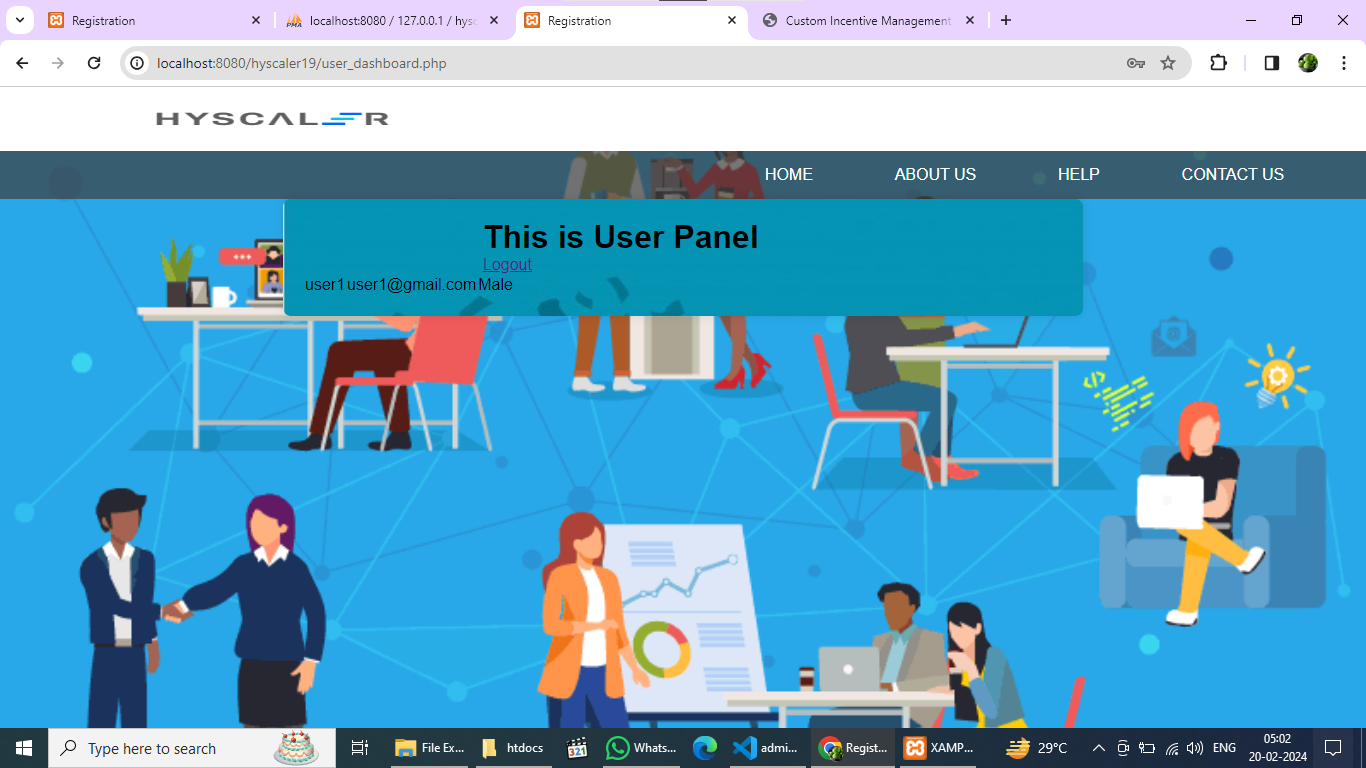 Registration
localhost:8080 / 127.0.0.1 / hysc
Registration
Custom Incentive Management
localhost:8080/hyscaler19/user_dashboard.php
HYSCALER
HOME
ABOUT US
HELP
CONTACT US
This is User Panel
Logout
user1 user1@gmail.com Male
Type here to search
File Ex...
htdocs
321
Whats...
admi...
Regist...
XAMP...
29°C
ENG
05:02
20-02-2024